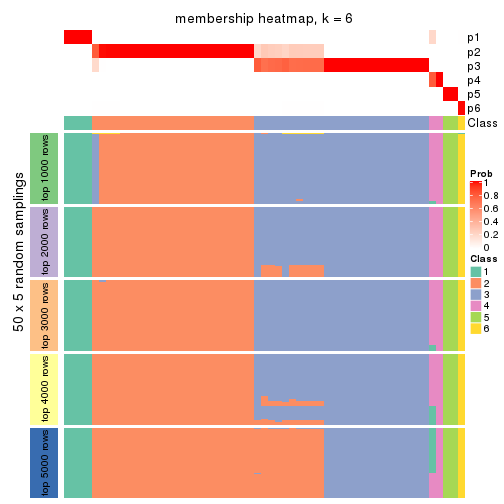 membership heatmap, k = 6
p1
p2
p3
p4
p5
p6
Class
50 x 5 random samplings
top 1000 rows
top 2000 rows
top 3000 rows
top 4000 rows
top 5000 rows
Prob
1
0.8
0.6
0.4
0.2
0
Class
1
2
3
4
5
6